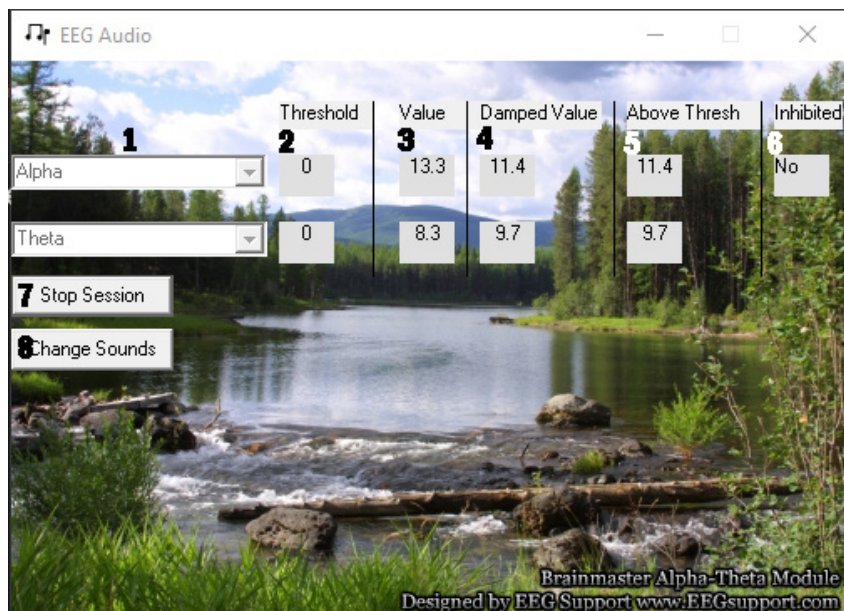 EEG Audio
Threshold Value Damped Value Above Thresh Inhibited
1 2 3 4 5 6
Alpha 0 13.3 11.4 11.4 No
Theta 0 8.3 9.7 9.7
7 Stop Session
8 Change Sounds
Brainmaster Alpha-Theta Module
Designed by EEG Support www.EEGsupport.com